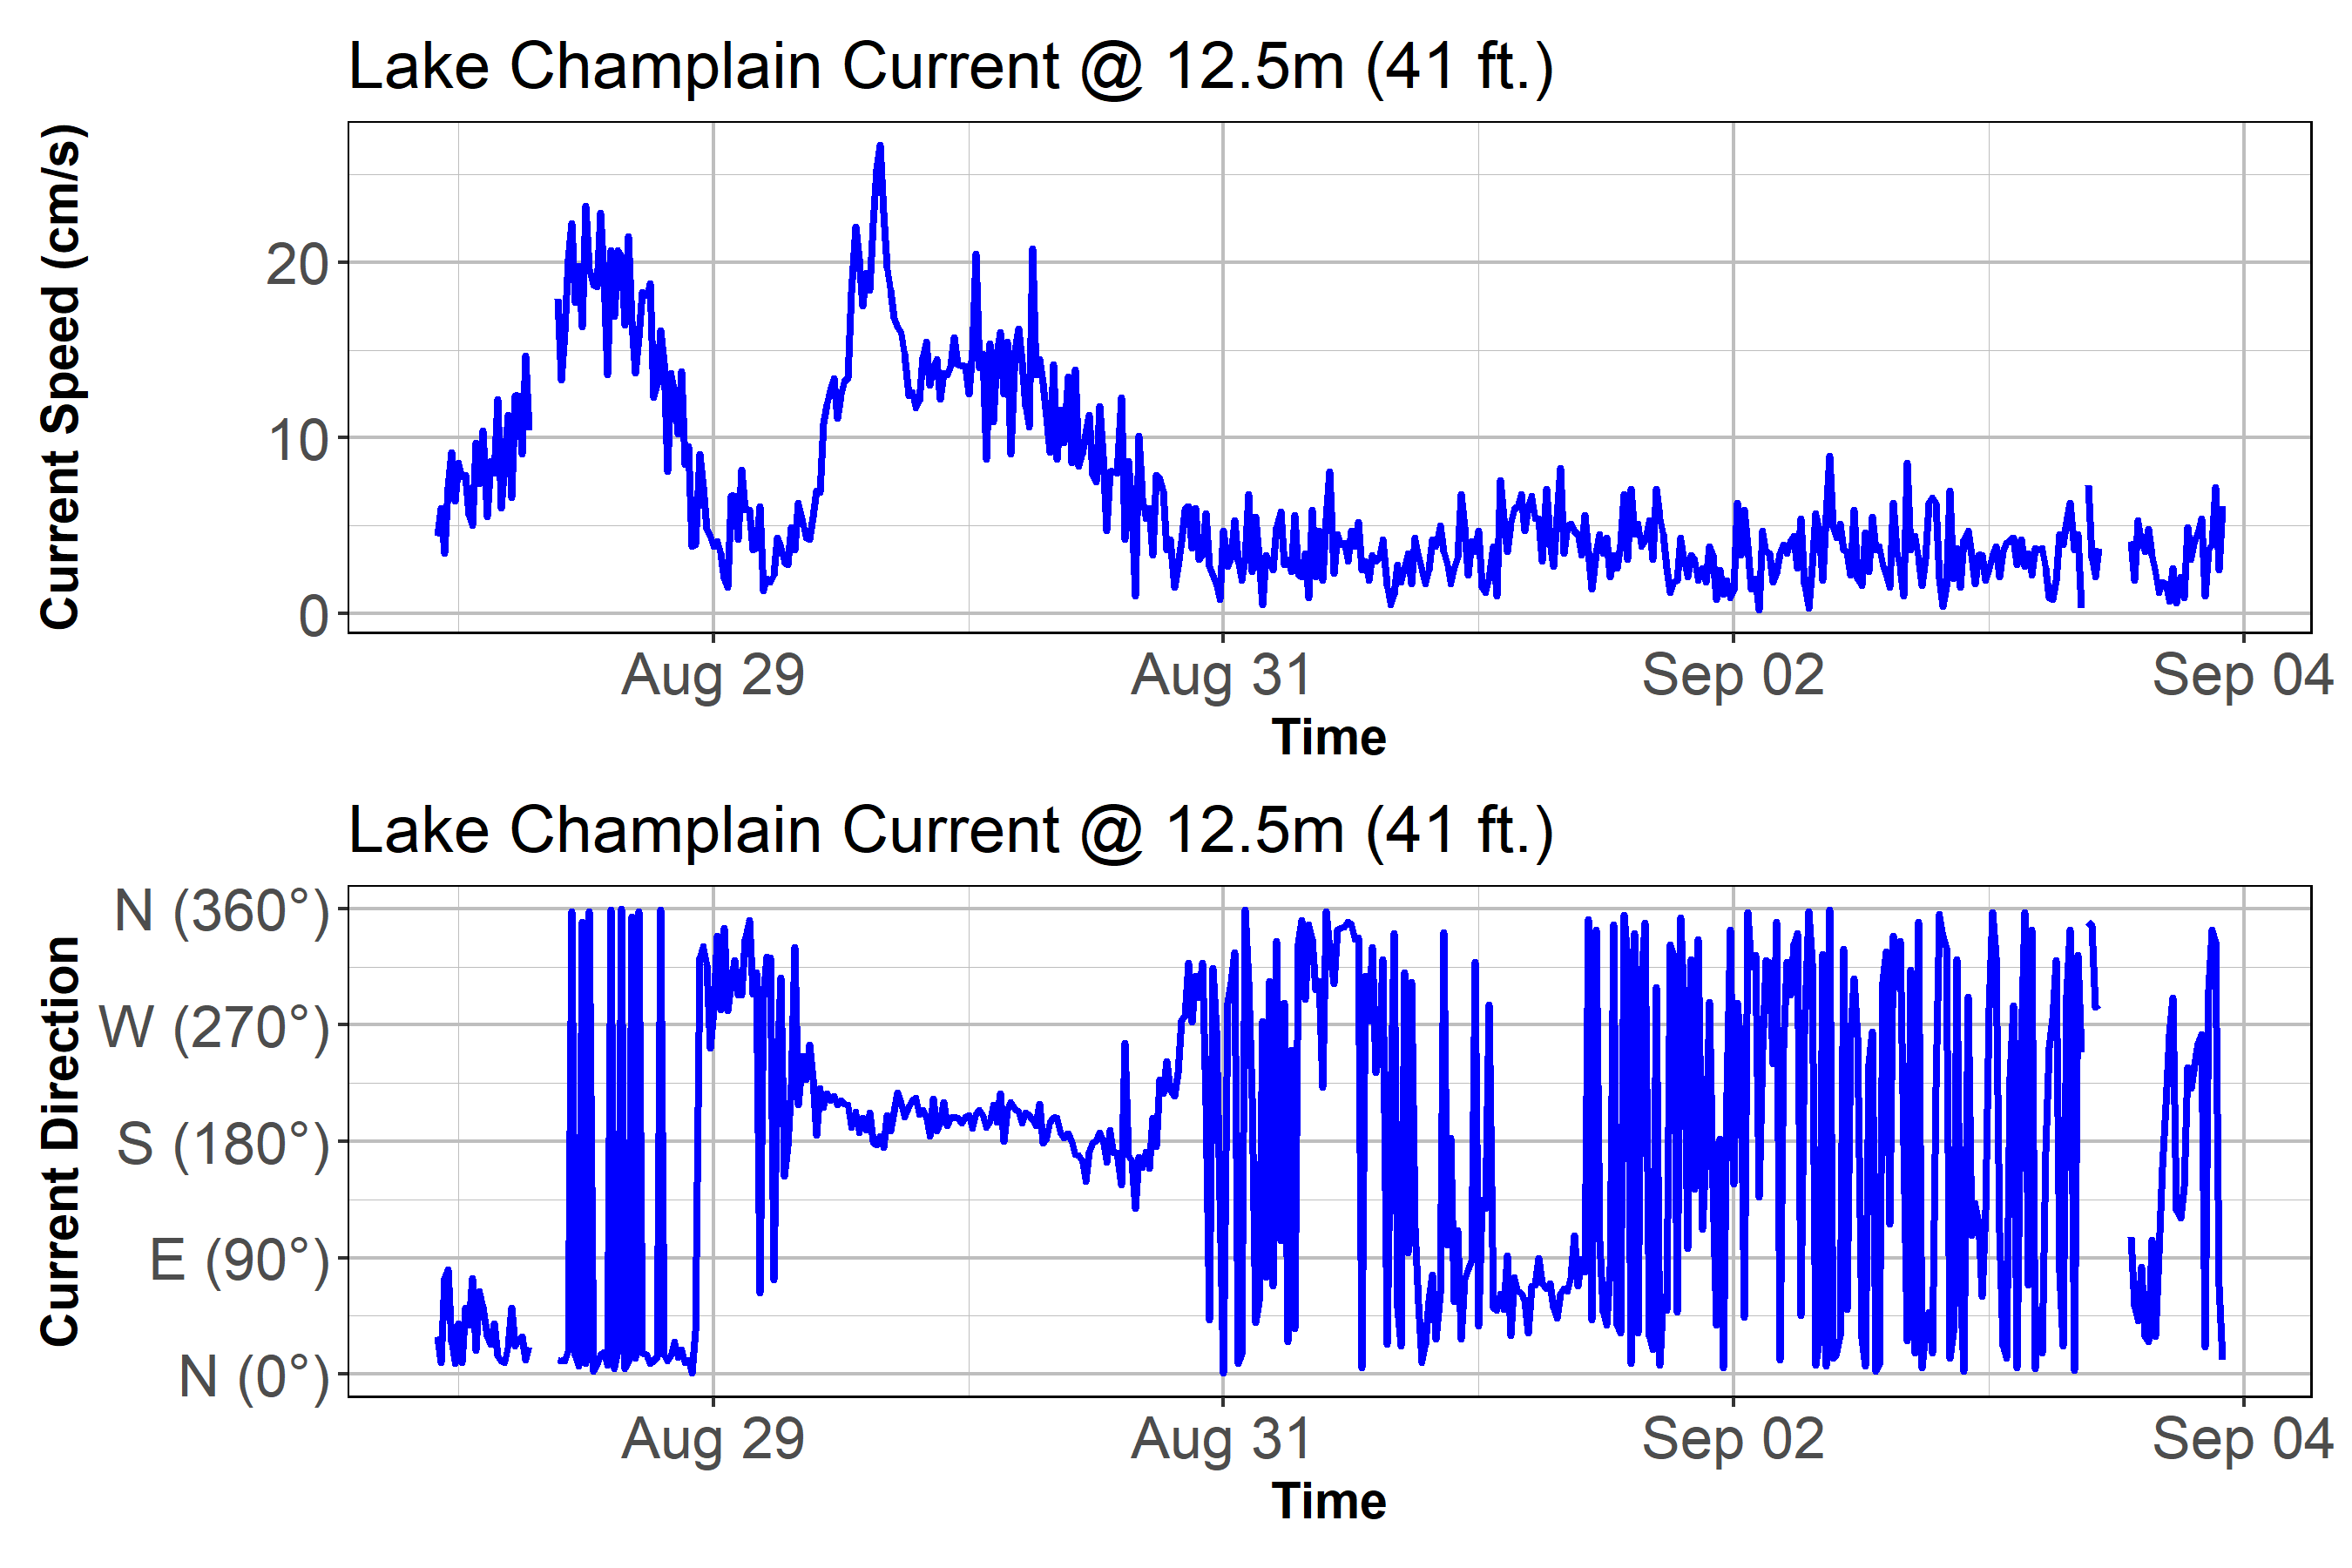 Lake Champlain Current @ 12.5m (41 ft.)
Current Speed (cm/s)
20
10
0
Aug 29 Aug 31 Sep 02 Sep 04
Time
Lake Champlain Current @ 12.5m (41 ft.)
Current Direction
N (360°)
W (270°)
S (180°)
E (90°)
N (0°)
Aug 29 Aug 31 Sep 02 Sep 04
Time